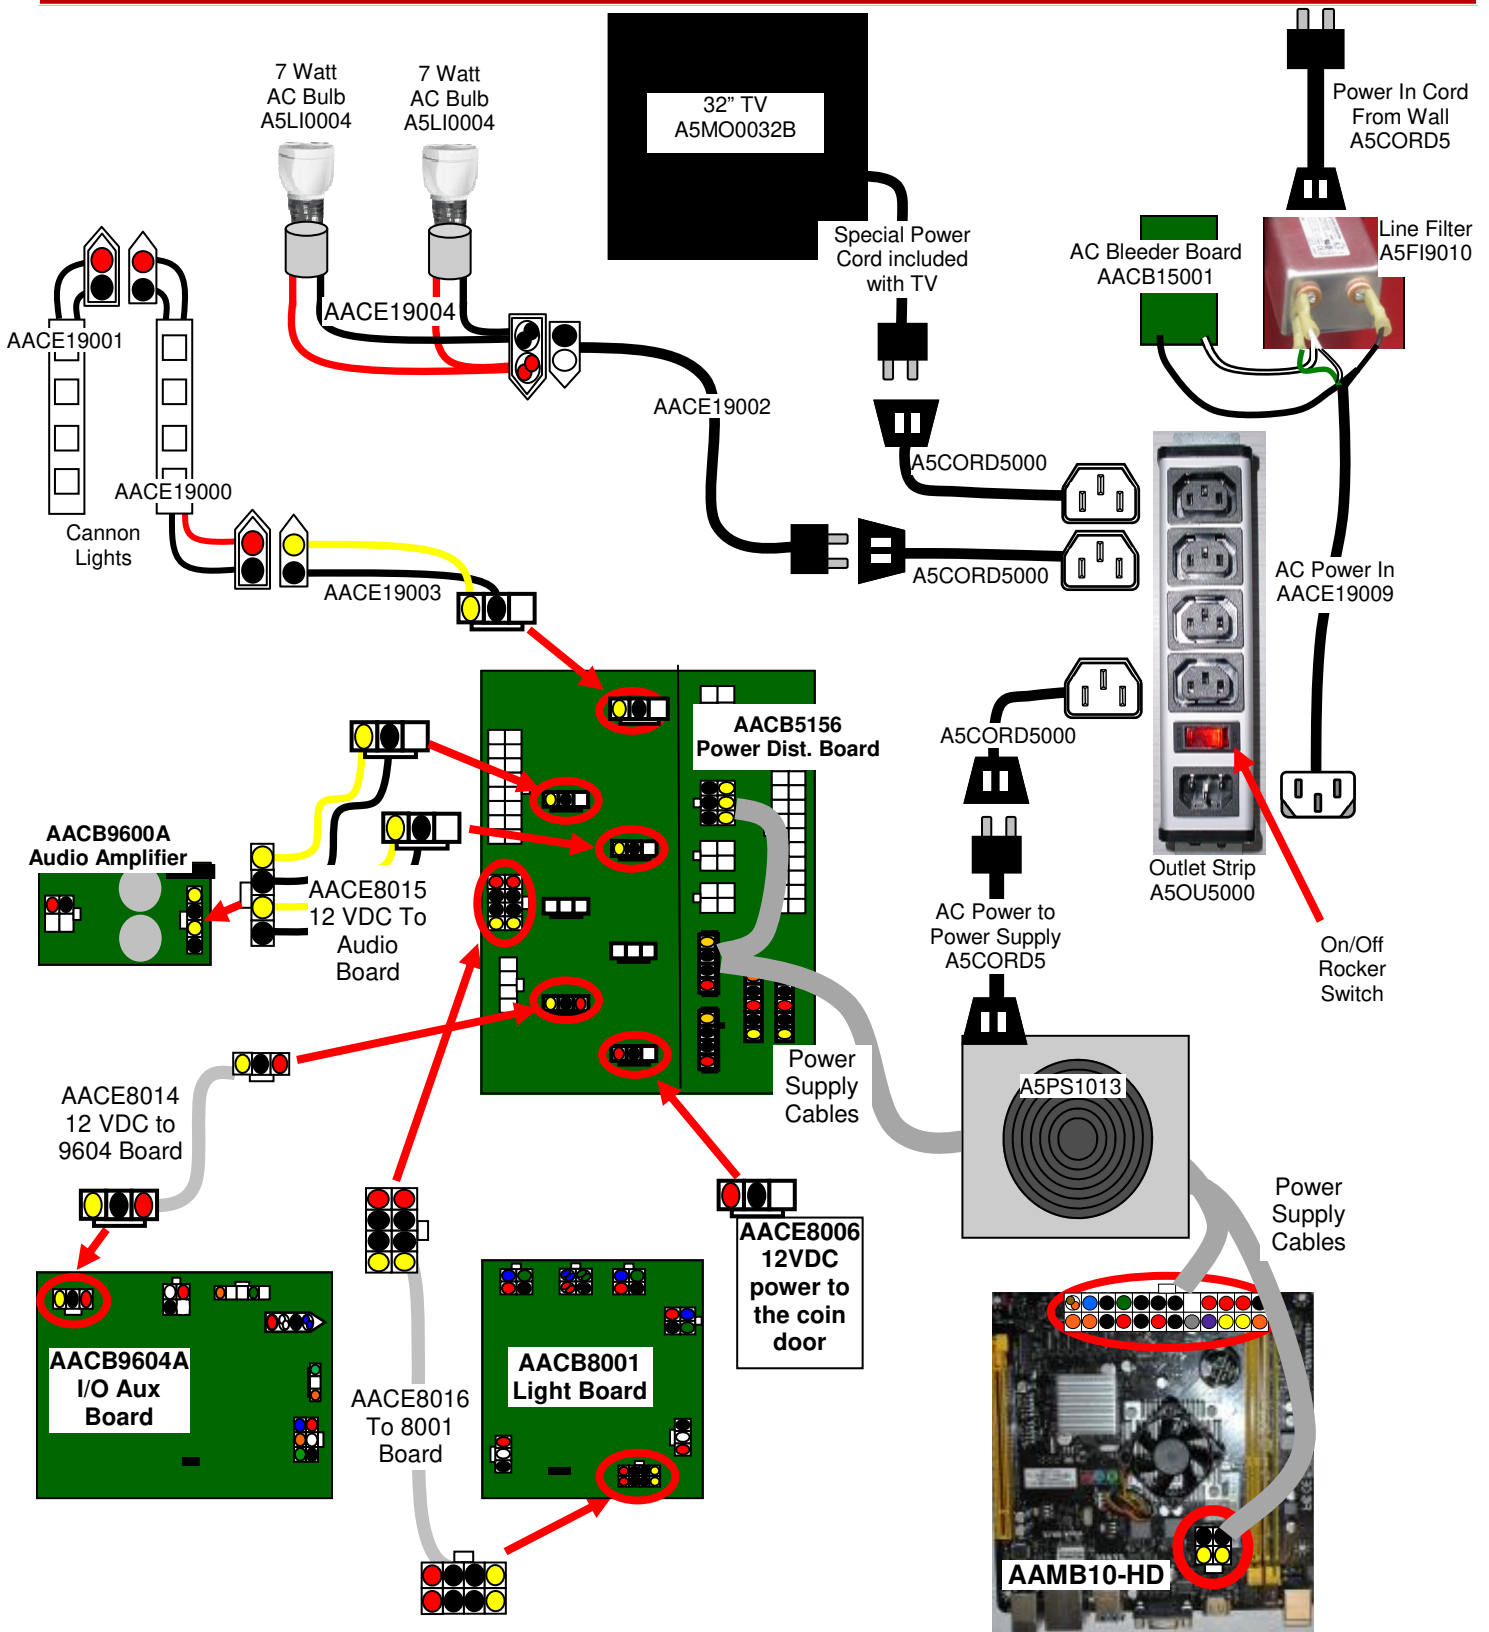 7 Watt
AC Bulb
A5LI0004
7 Watt
AC Bulb
A5LI0004
32” TV
A5MO0032B
Power In Cord
From Wall
A5CORD5
Special Power
Cord included
with TV
AC Bleeder Board
AACB15001
Line Filter
A5FI9010
AACE19004
AACE19001
AACE19002
A5CORD5000
AACE19000
Cannon
Lights
AACE19003
A5CORD5000
AC Power In
AACE19009
AACB5156
Power Dist. Board
A5CORD5000
AACB9600A
Audio Amplifier
AACE8015
12 VDC To
Audio
Board
Outlet Strip
A5OU5000
AC Power to
Power Supply
A5CORD5
On/Off
Rocker
Switch
Power
Supply
Cables
A5PS1013
AACE8014
12 VDC to
9604 Board
Power
Supply
Cables
AACE8006
12VDC
power to
the coin
door
AACB9604A
I/O Aux
Board
AACE8016
To 8001
Board
AACB8001
Light Board
AAMB10-HD